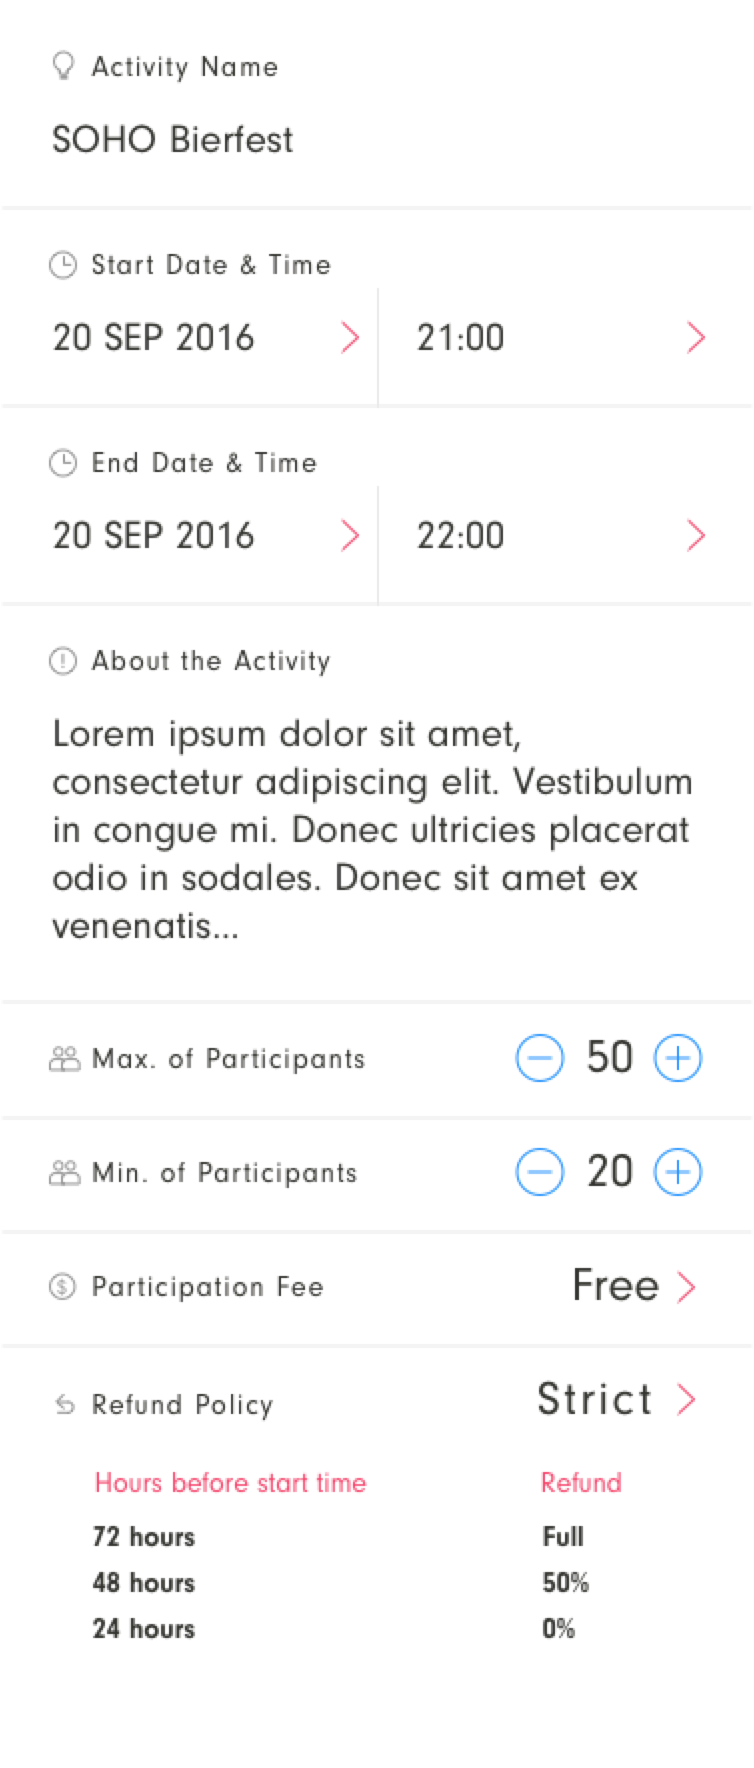 Activity Name
SOHO Bierfest
Start Date & Time
20 SEP 2016 21:00
End Date & Time
20 SEP 2016 22:00
About the Activity
Lorem ipsum dolor sit amet,
consectetur adipiscing elit. Vestibulum
in congue mi. Donec ultricies placerat
odio in sodales. Donec sit amet ex
venenatis...
Max. of Participants 50
Min. of Participants 20
Participation Fee Free
Refund Policy Strict
Hours before start time Refund
72 hours Full
48 hours 50%
24 hours 0%